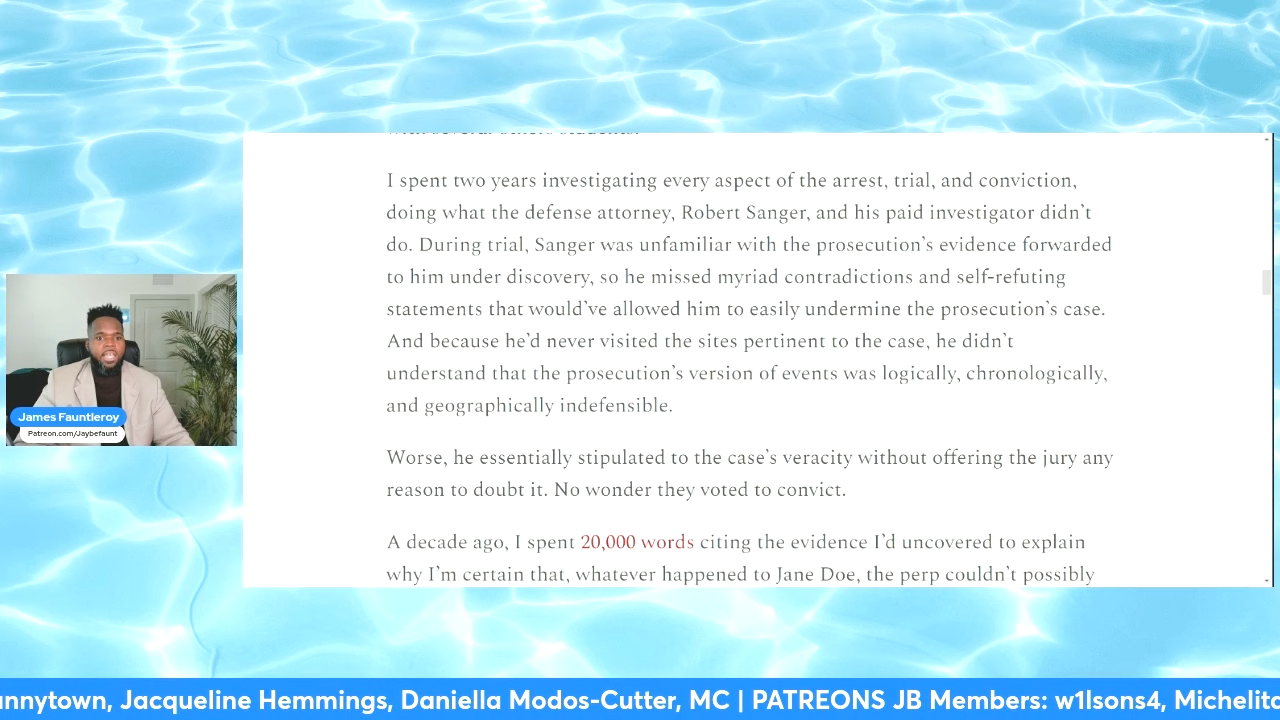 I spent two years investigating every aspect of the arrest, trial, and conviction,
doing what the defense attorney, Robert Sanger, and his paid investigator didn’t
do. During trial, Sanger was unfamiliar with the prosecution’s evidence forwarded
to him under discovery, so he missed myriad contradictions and self-refuting
statements that would’ve allowed him to easily undermine the prosecution’s case.
And because he’d never visited the sites pertinent to the case, he didn’t
understand that the prosecution’s version of events was logically, chronologically,
and geographically indefensible.
Worse, he essentially stipulated to the case’s veracity without offering the jury any
reason to doubt it. No wonder they voted to convict.
A decade ago, I spent 20,000 words citing the evidence I’d uncovered to explain
why I’m certain that, whatever happened to Jane Doe, the perp couldn’t possibly
James Fauntleroy
Patreon.com/Jaybefaunt
annytown, Jacqueline Hemmings, Daniella Modos-Cutter, MC | PATREONS JB Members: w1lsons4, Michelit